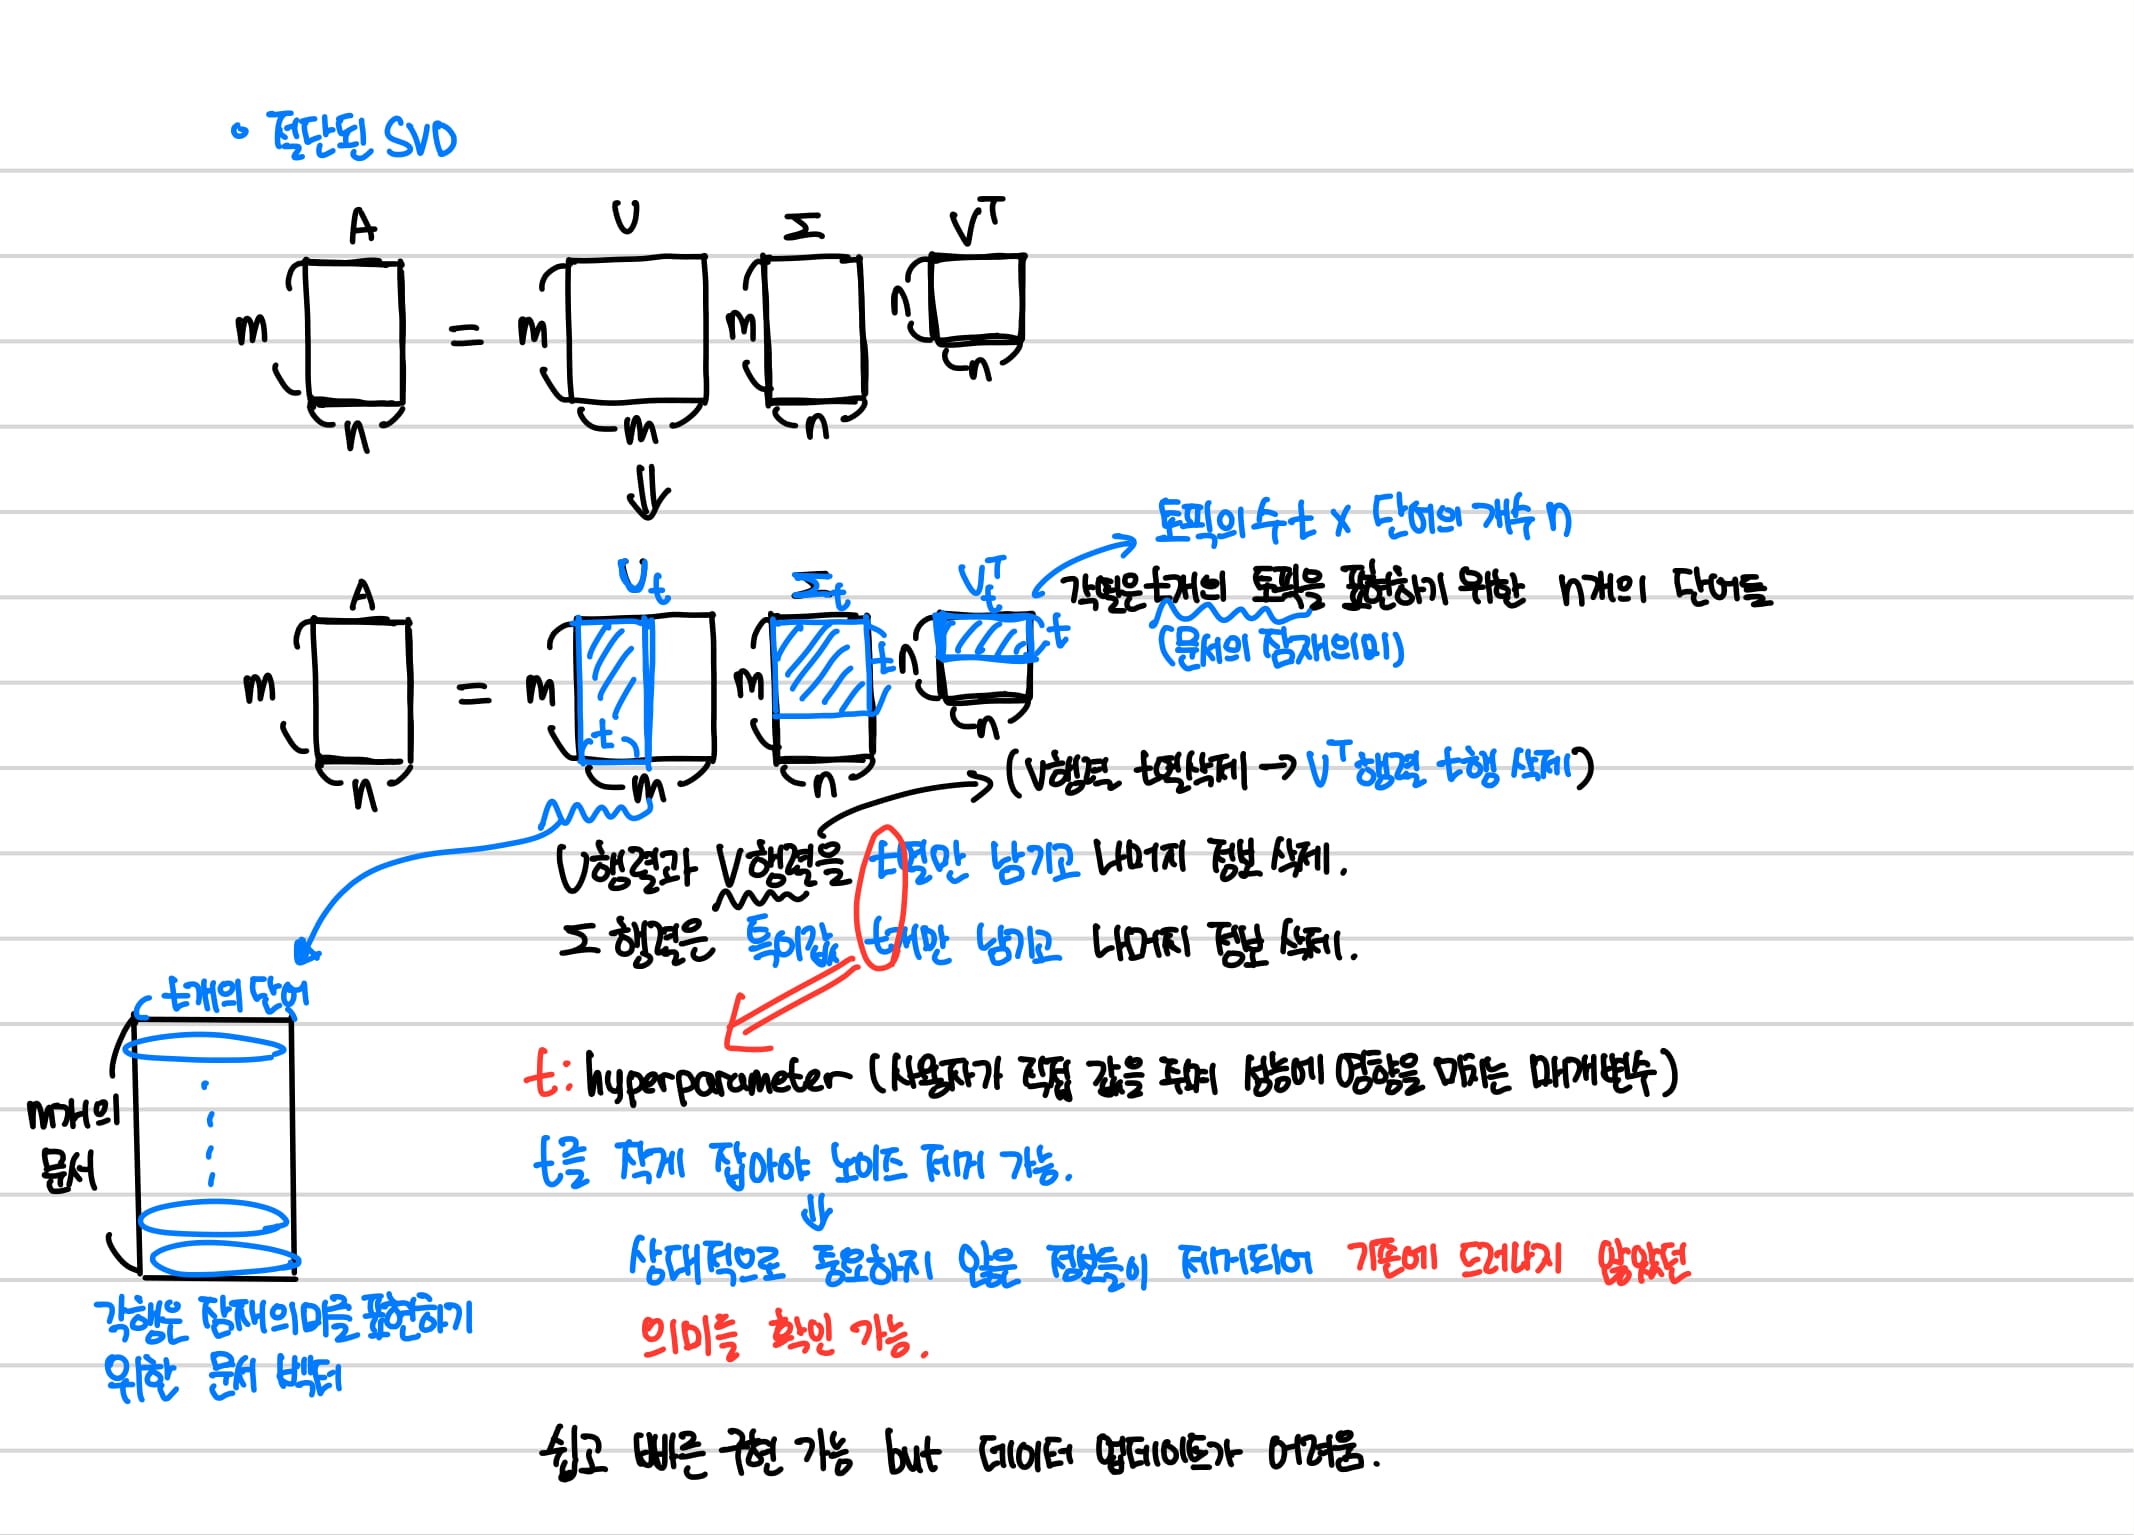 • 절단된 SVD
A U Σ V^T
m n = m m m n n n
⇓
토픽의 수 t x 단어의 개수 n
A U_t Σ_t V_t^T
각 열은 t개의 토픽을 표현하기 위한 n개의 단어들
(문서의 잠재의미)
m n = m t m m t n n t n
(V행렬 t열삭제 → V^T행렬 t행 삭제)
U행렬과 V행렬을 t열만 남기고 나머지 정보 삭제.
Σ 행렬은 특이값 t개만 남기고 나머지 정보 삭제.
t개의 단어
m개의
문서
각행은 잠재의미를 표현하기
위한 문서 벡터
t: hyperparameter (사용자가 직접 값을 주며 성능에 영향을 미치는 매개변수)
t를 작게 잡아야 노이즈 제거 가능.
⇓
상대적으로 중요하지 않은 정보들이 제거되어 기존에 드러나지 않았던
의미를 확인 가능.
쉽고 빠른 구현 가능 but 데이터 업데이트가 어려움.